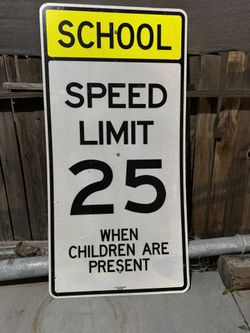 SCHOOL
SPEED
LIMIT
25
WHEN
CHILDREN ARE
PRESENT